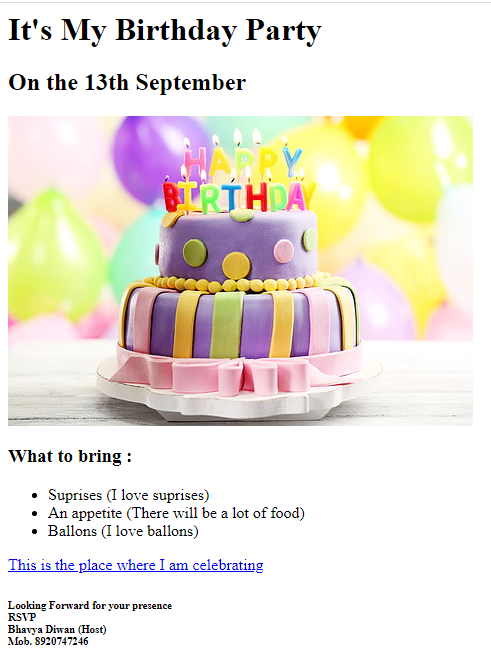 It's My Birthday Party
On the 13th September
HAPPY
BIRTHDAY
What to bring :
Suprises (I love suprises)
An appetite (There will be a lot of food)
Ballons (I love ballons)
This is the place where I am celebrating
Looking Forward for your presence
RSVP
Bhavya Diwan (Host)
Mob. 8920747246